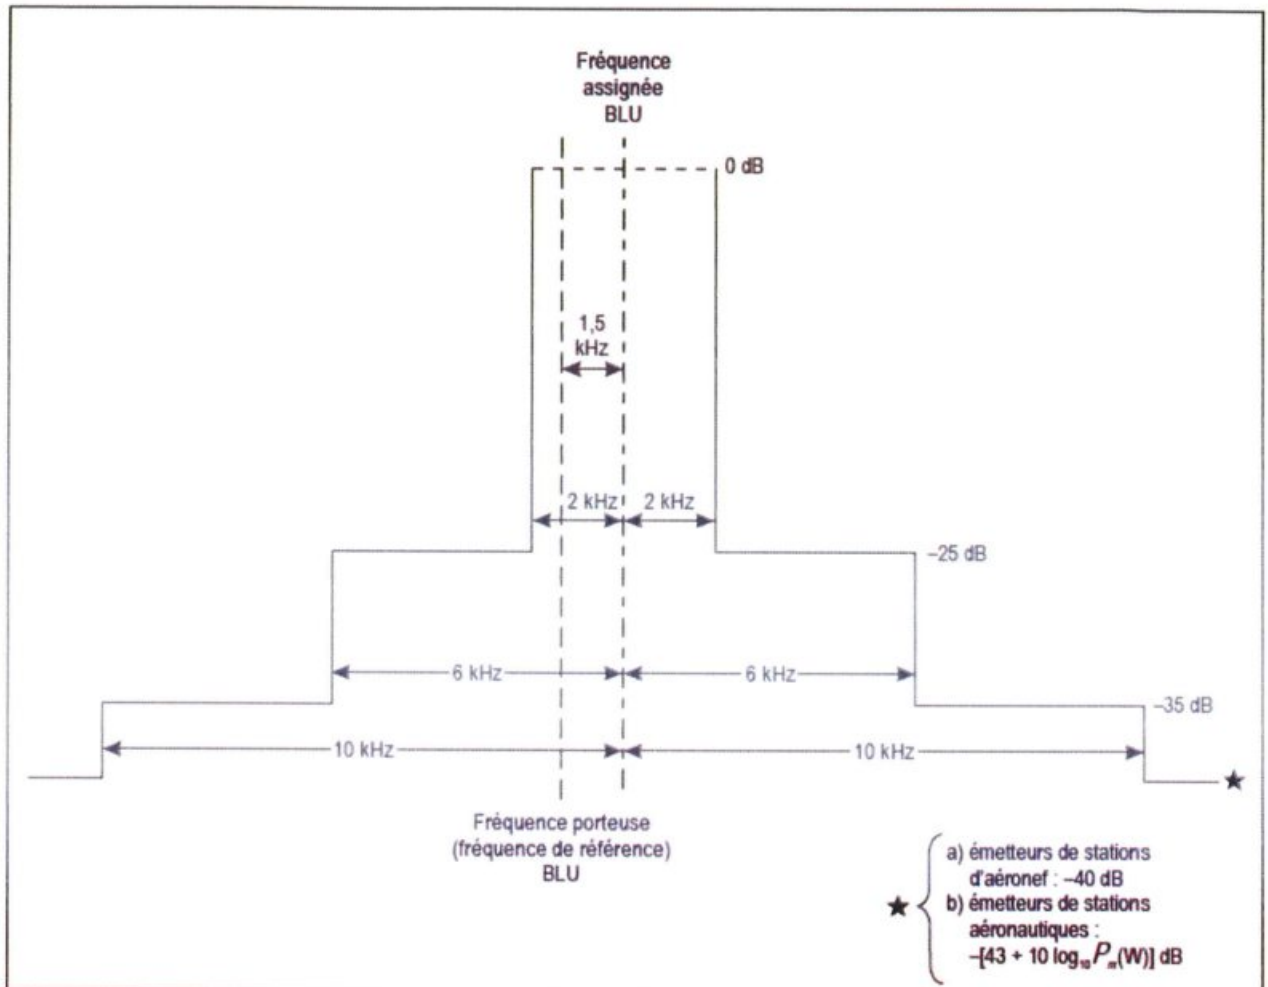 Fréquence
assignée
BLU
0 dB
1,5
kHz
2 kHz
2 kHz
–25 dB
6 kHz
6 kHz
–35 dB
10 kHz
10 kHz
Fréquence porteuse
(fréquence de référence)
BLU
a) émetteurs de stations
d'aéronef : –40 dB
b) émetteurs de stations
aéronautiques :
–[43 + 10 log₁₀ Pₘ(W)] dB